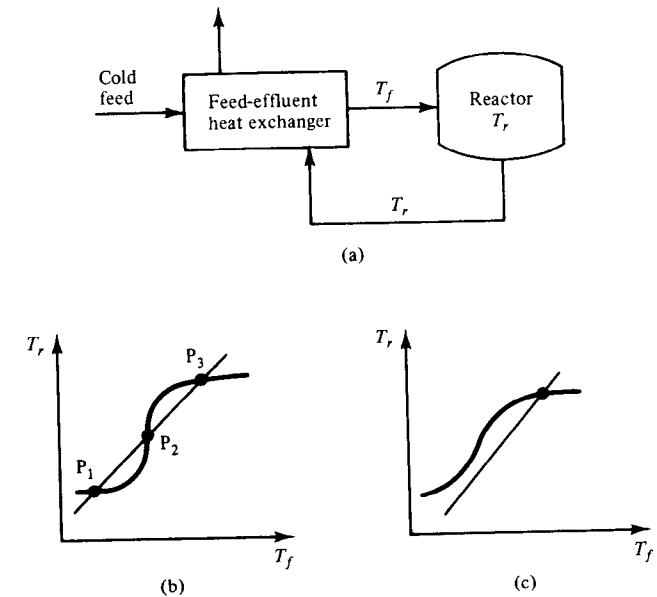 Cold
feed
Feed-effluent
heat exchanger
T_f
Reactor
T_r
T_r
(a)
T_r
P_3
P_2
P_1
T_f
(b)
T_r
T_f
(c)